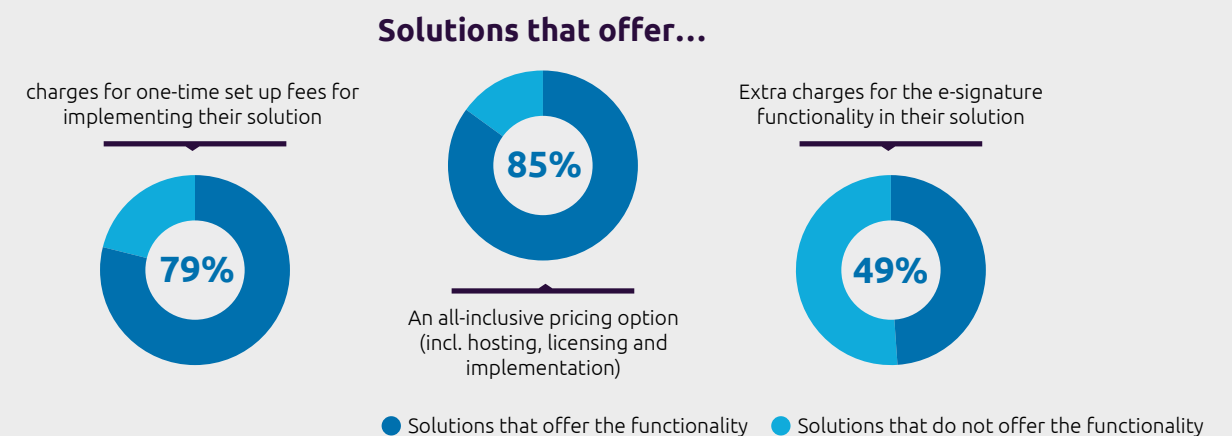 Solutions that offer...
charges for one-time set up fees for
implementing their solution
79%
85%
An all-inclusive pricing option
(incl. hosting, licensing and
implementation)
Extra charges for the e-signature
functionality in their solution
49%
Solutions that offer the functionality
Solutions that do not offer the functionality